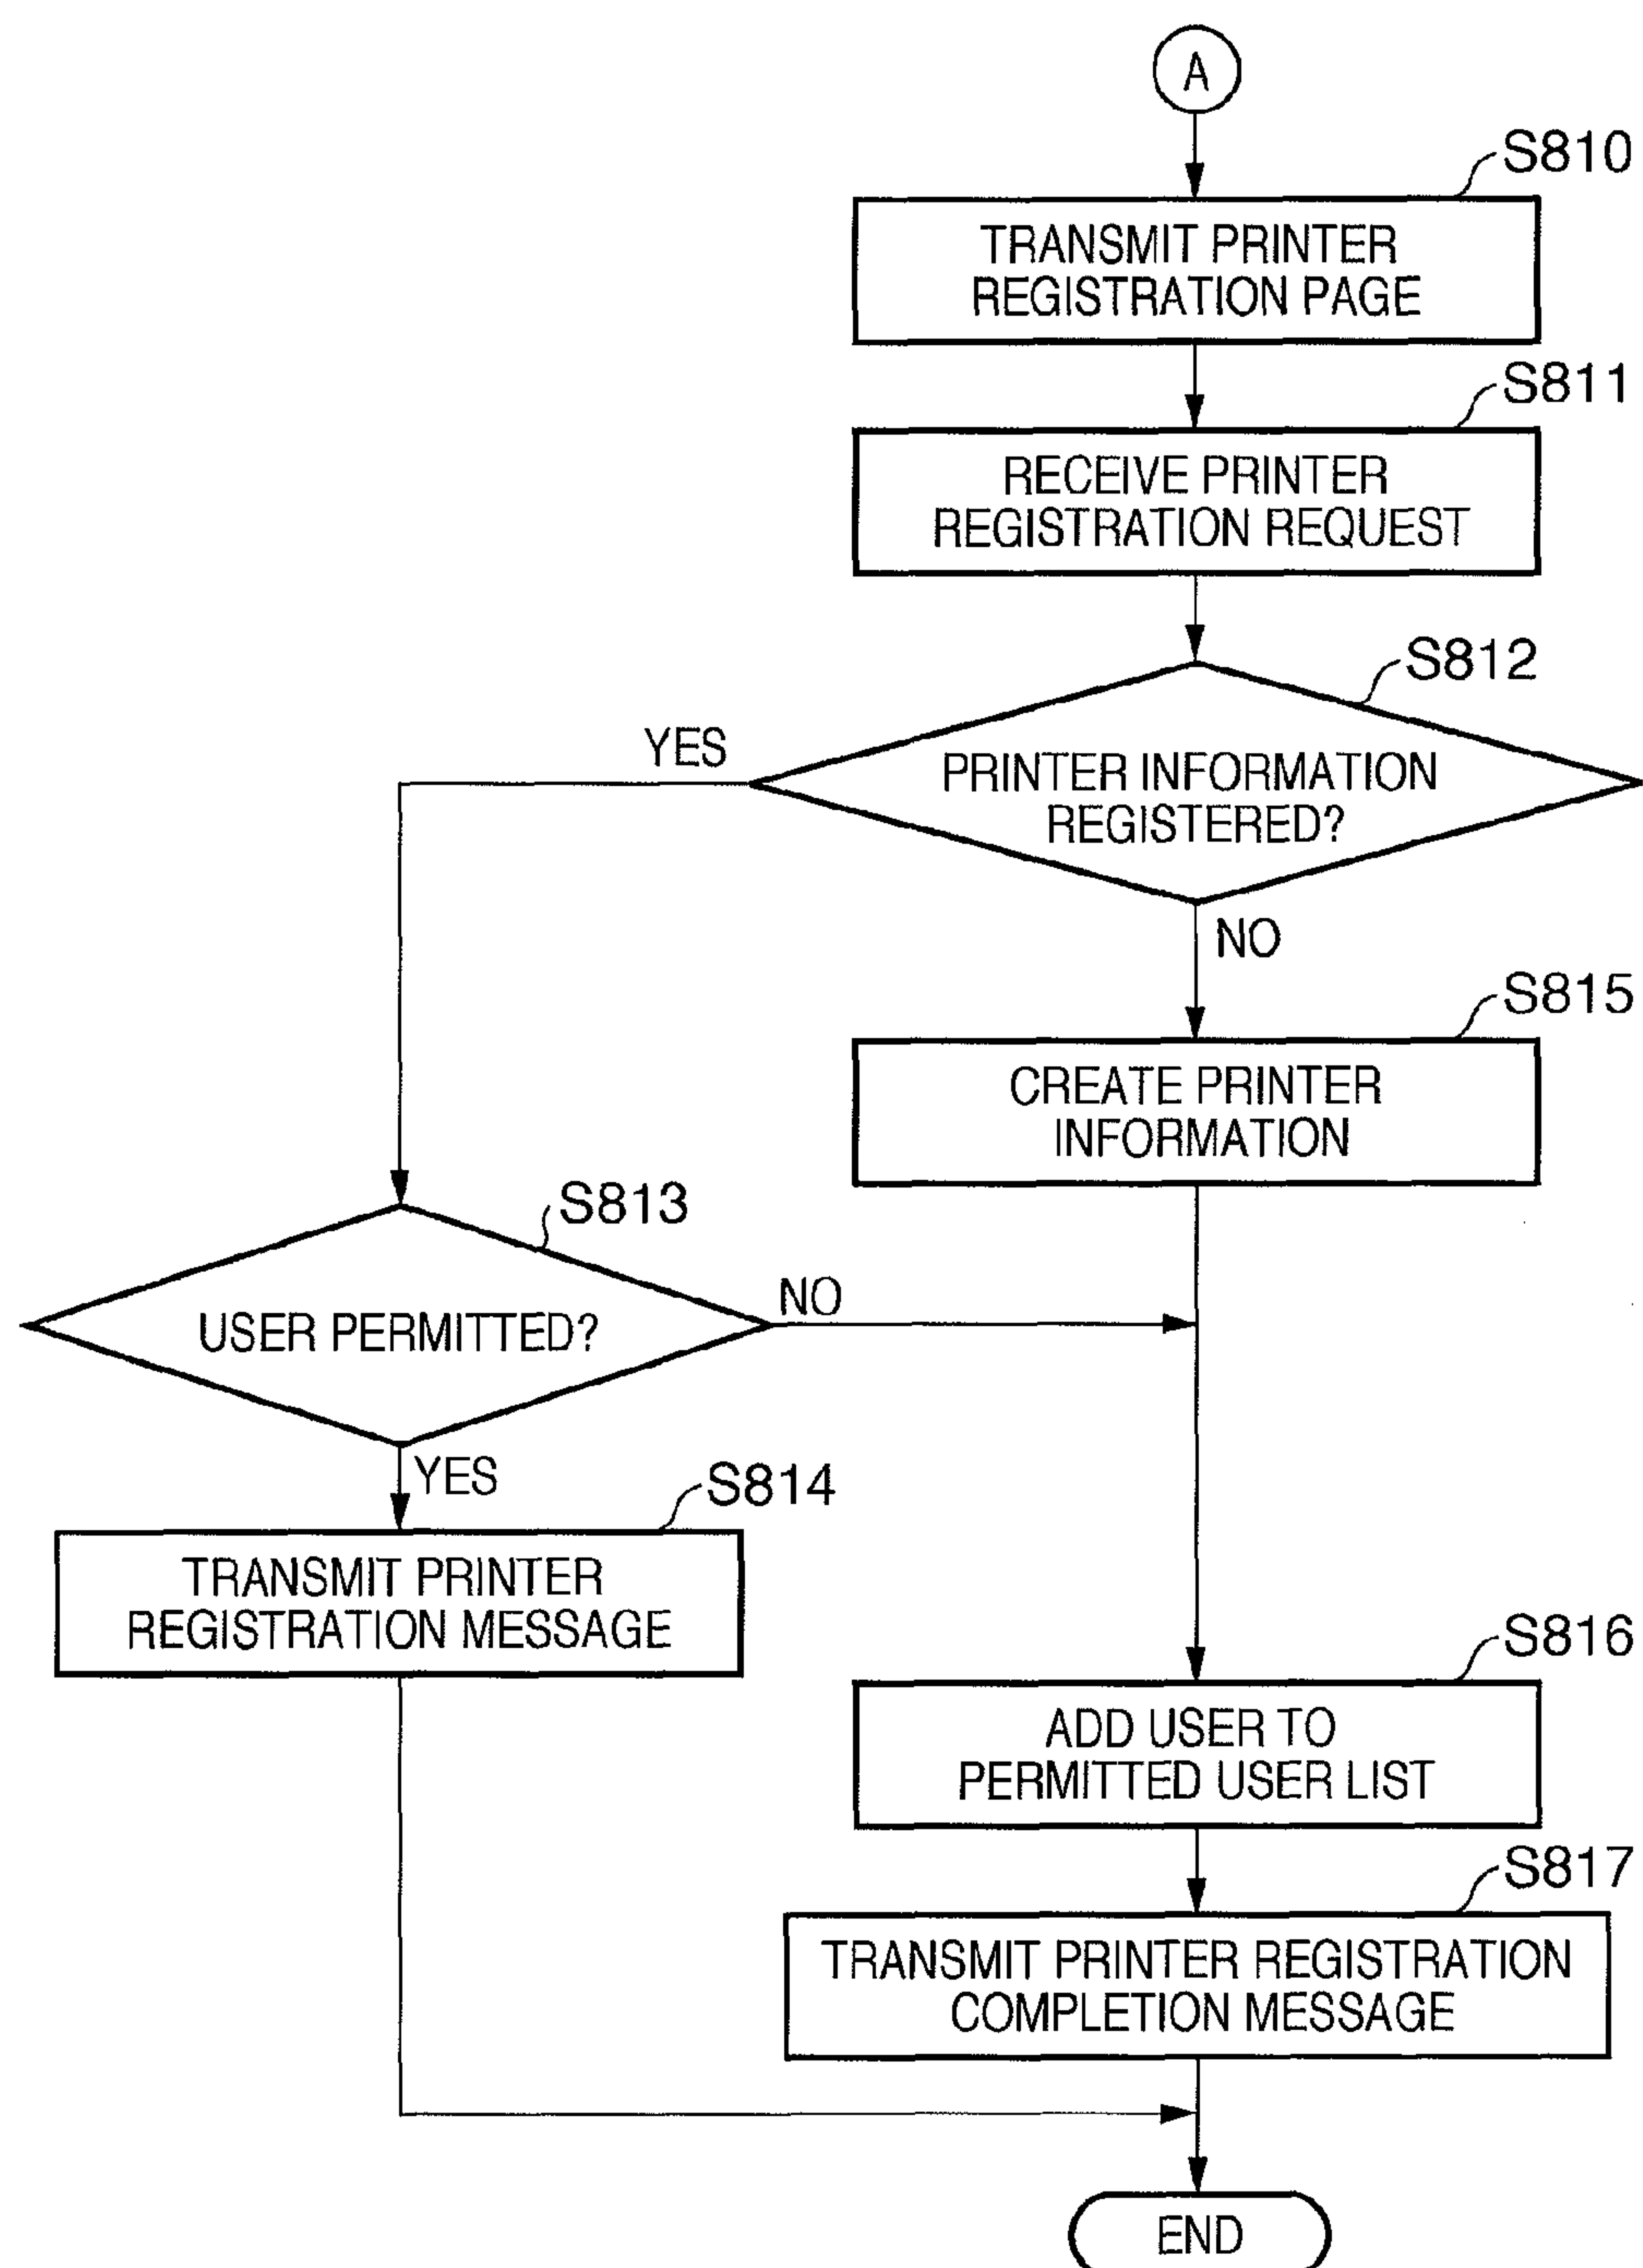 A
S810
TRANSMIT PRINTER
REGISTRATION PAGE
S811
RECEIVE PRINTER
REGISTRATION REQUEST
S812
YES
PRINTER INFORMATION
REGISTERED?
NO
S815
CREATE PRINTER
INFORMATION
S813
USER PERMITTED?
NO
YES
S814
TRANSMIT PRINTER
REGISTRATION MESSAGE
S816
ADD USER TO
PERMITTED USER LIST
S817
TRANSMIT PRINTER REGISTRATION
COMPLETION MESSAGE
END